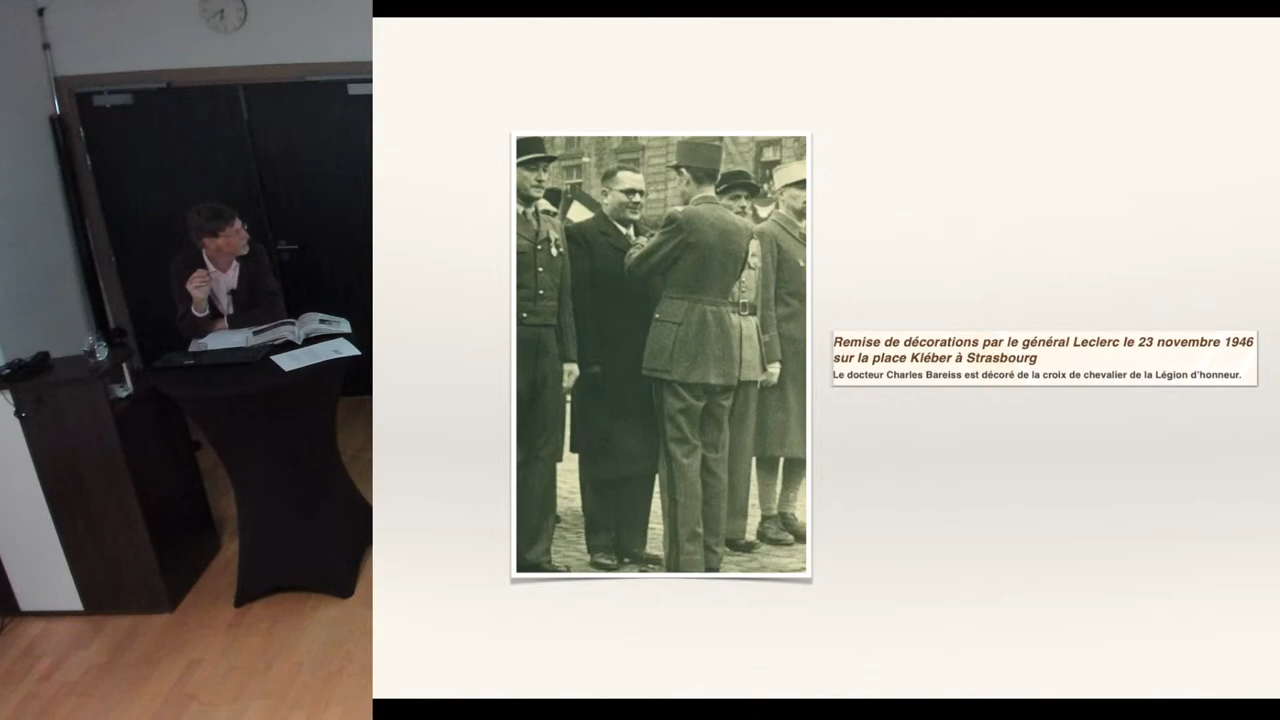 Remise de décorations par le général Leclerc le 23 novembre 1946
sur la place Kléber à Strasbourg
Le docteur Charles Bareiss est décoré de la croix de chevalier de la Légion d'honneur.